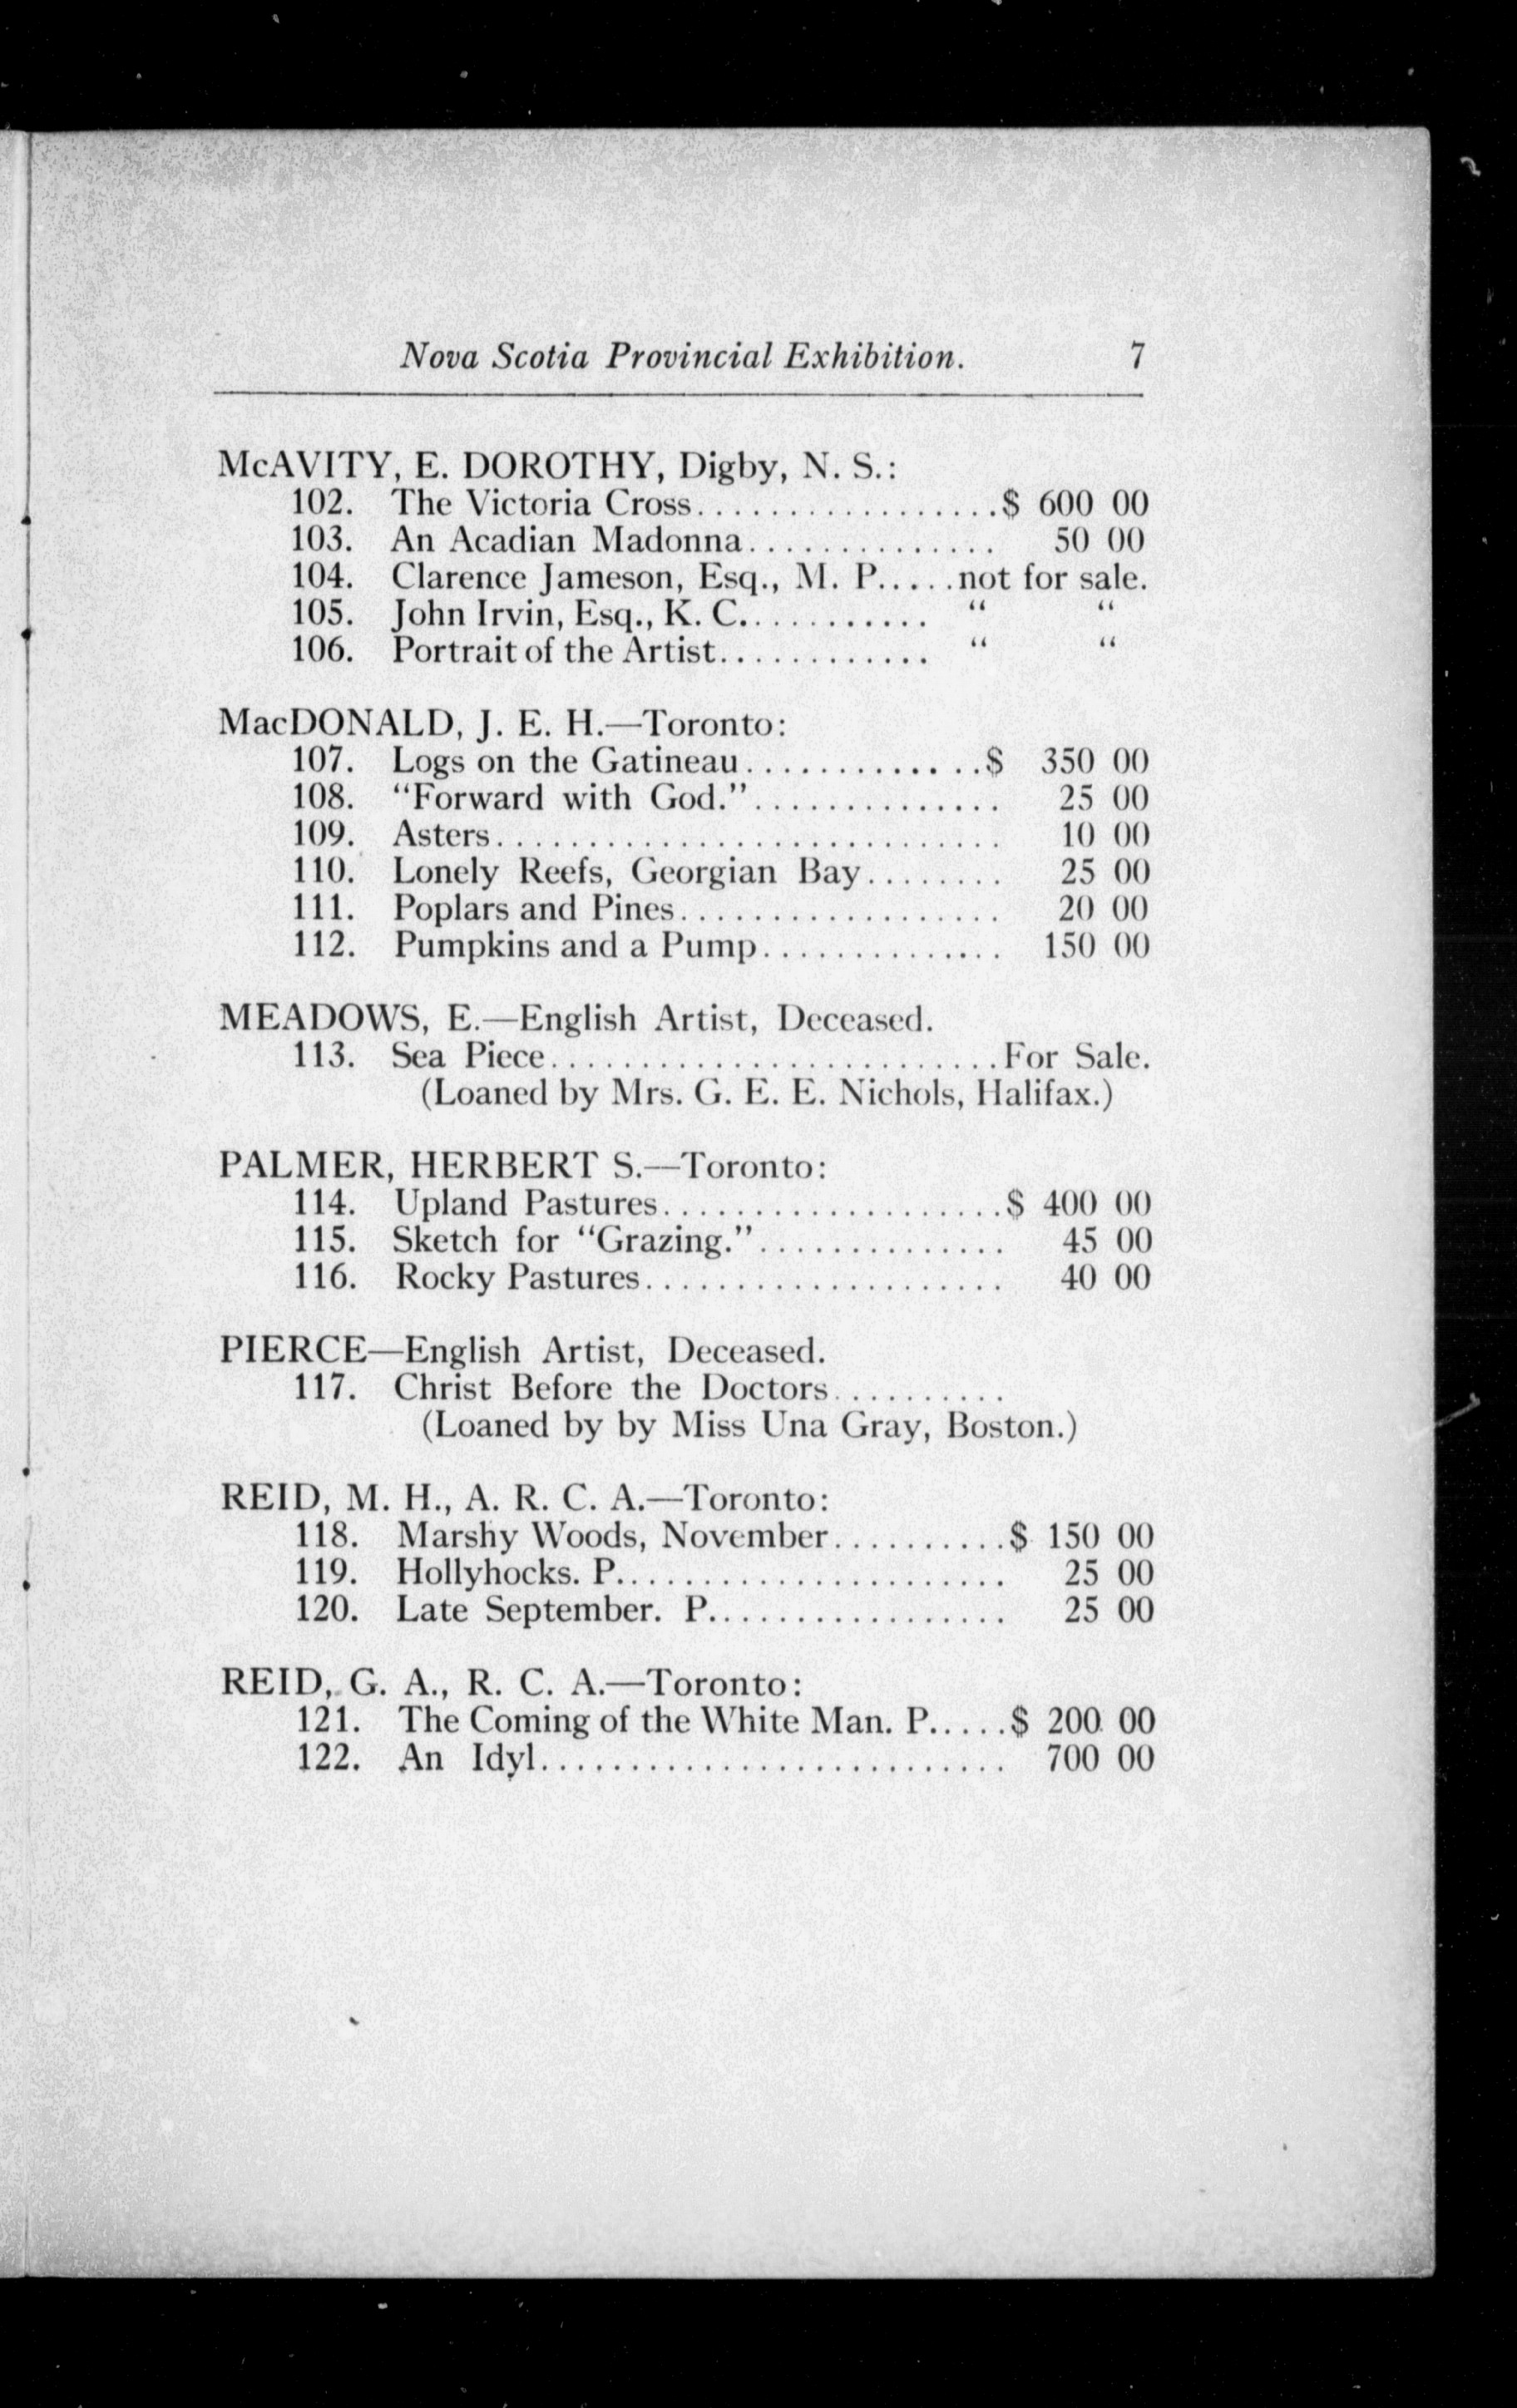 Nova Scotia Provincial Exhibition. 7
McAVITY, E. DOROTHY, Digby, N. S.:
102. The Victoria Cross.................$ 600 00
103. An Acadian Madonna.............. 50 00
104. Clarence Jameson, Esq., M. P.....not for sale.
105. John Irvin, Esq., K. C........... “ “
106. Portrait of the Artist............ “ “
MacDONALD, J. E. H.—Toronto:
107. Logs on the Gatineau.............$ 350 00
108. “Forward with God.”.............. 25 00
109. Asters............................ 10 00
110. Lonely Reefs, Georgian Bay........ 25 00
111. Poplars and Pines.................. 20 00
112. Pumpkins and a Pump.............. 150 00
MEADOWS, E.—English Artist, Deceased.
113. Sea Piece.........................For Sale.
(Loaned by Mrs. G. E. E. Nichols, Halifax.)
PALMER, HERBERT S.—Toronto:
114. Upland Pastures...................$ 400 00
115. Sketch for “Grazing.”.............. 45 00
116. Rocky Pastures.................... 40 00
PIERCE—English Artist, Deceased.
117. Christ Before the Doctors..........
(Loaned by by Miss Una Gray, Boston.)
REID, M. H., A. R. C. A.—Toronto:
118. Marshy Woods, November..........$ 150 00
119. Hollyhocks. P...................... 25 00
120. Late September. P................. 25 00
REID, G. A., R. C. A.—Toronto:
121. The Coming of the White Man. P.....$ 200 00
122. An Idyl.......................... 700 00